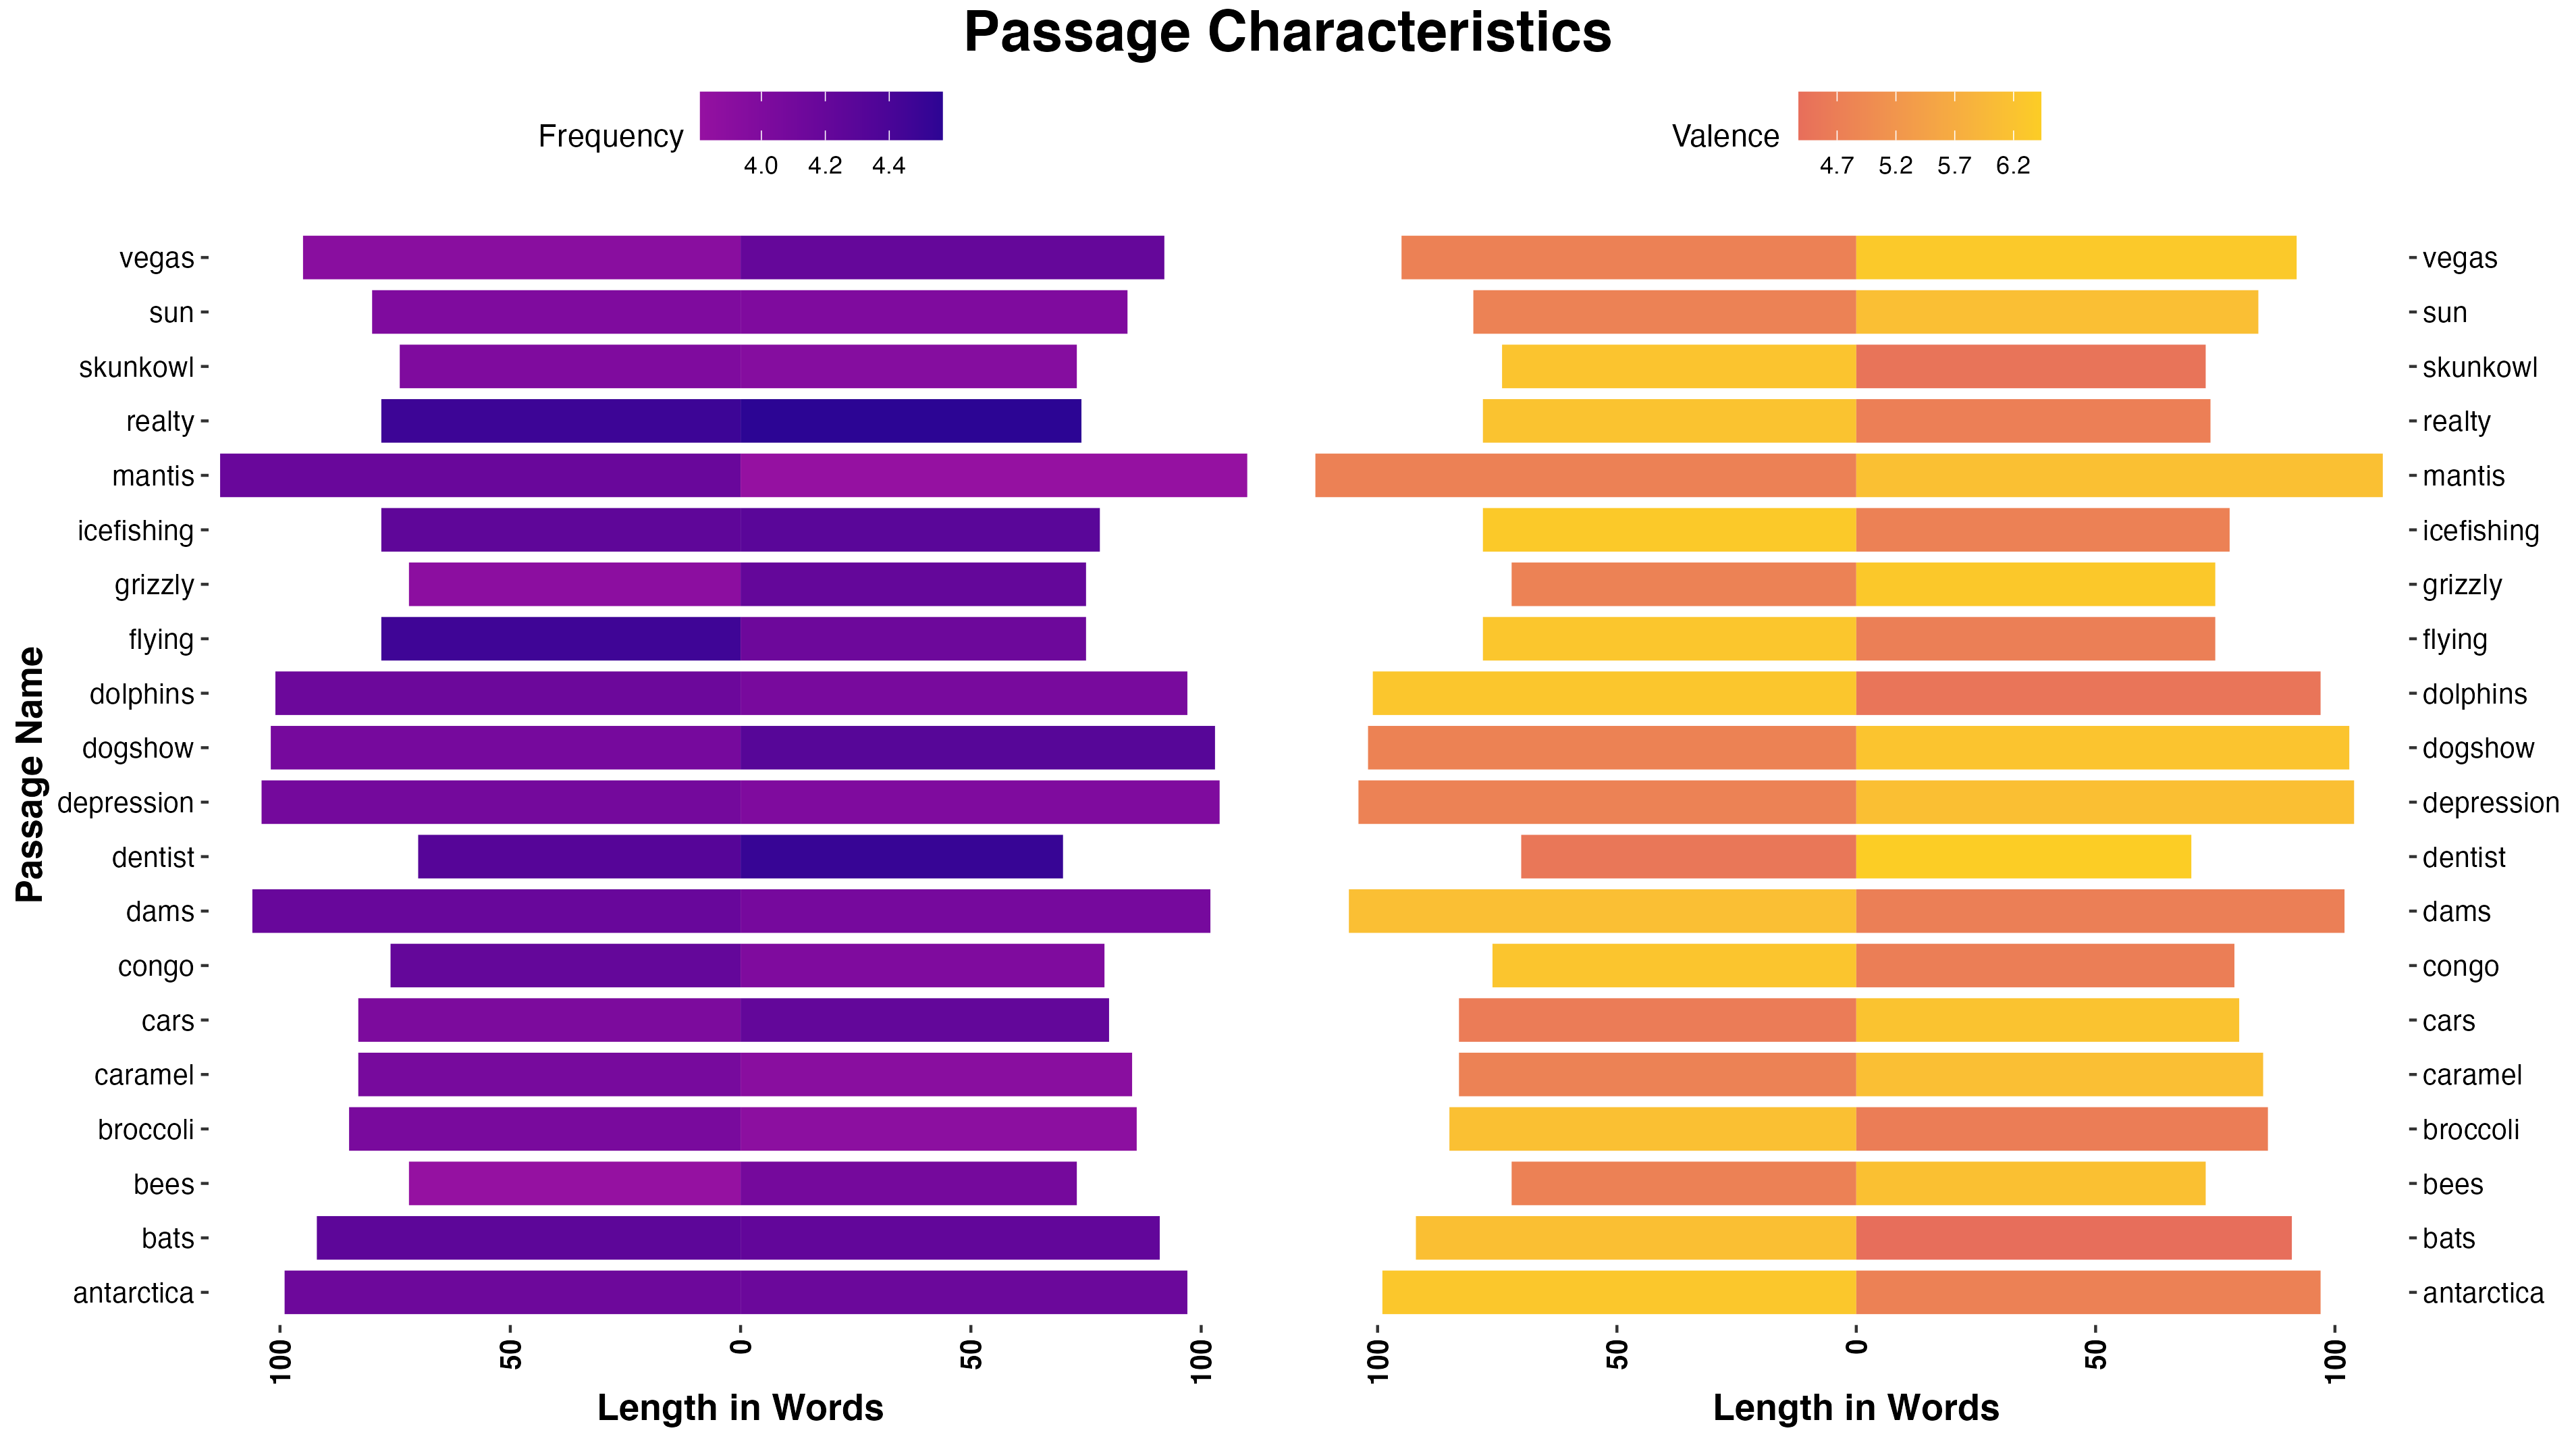 Passage Characteristics
Frequency
4.0 4.2 4.4
Valence
4.7 5.2 5.7 6.2
Passage Name
vegas
sun
skunkowl
realty
mantis
icefishing
grizzly
flying
dolphins
dogshow
depression
dentist
dams
congo
cars
caramel
broccoli
bees
bats
antarctica
100 50 0 50 100
Length in Words
vegas
sun
skunkowl
realty
mantis
icefishing
grizzly
flying
dolphins
dogshow
depression
dentist
dams
congo
cars
caramel
broccoli
bees
bats
antarctica
100 50 0 50 100
Length in Words